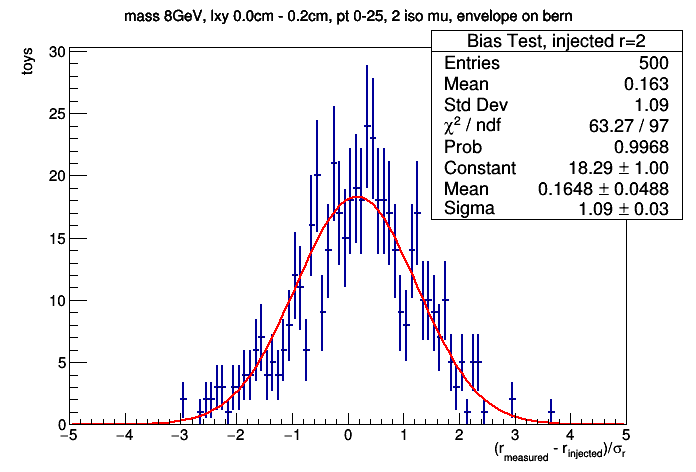 mass 8GeV, lxy 0.0cm - 0.2cm, pt 0-25, 2 iso mu, envelope on bern
Bias Test, injected r=2
Entries 500
Mean 0.163
Std Dev 1.09
χ² / ndf 63.27 / 97
Prob 0.9968
Constant 18.29 ± 1.00
Mean 0.1648 ± 0.0488
Sigma 1.09 ± 0.03
toys
30
25
20
15
10
5
0
−5 −4 −3 −2 −1 0 1 2 3 4 5
(r_measured - r_injected)/σ_r